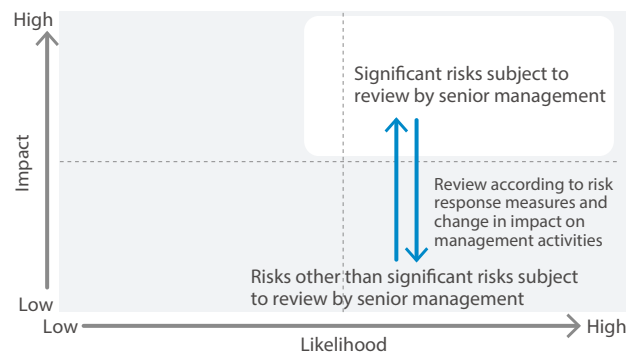 High
Significant risks subject to
review by senior management
Impact
Review according to risk
response measures and
change in impact on
management activities
Risks other than significant risks subject
to review by senior management
Low
Low
High
Likelihood